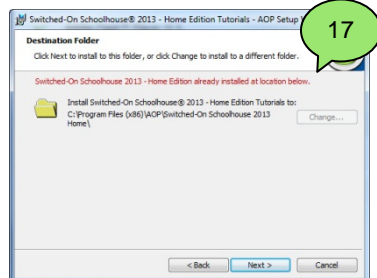 Switched-On Schoolhouse® 2013 - Home Edition Tutorials - AOP Setup
17
Destination Folder
Click Next to install to this folder, or click Change to install to a different folder.
Switched-On Schoolhouse 2013 - Home Edition already installed at location below.
Install Switched-On Schoolhouse® 2013 - Home Edition Tutorials to:
C:\Program Files (x86)\AOP\Switched-On Schoolhouse 2013
Home\
Change...
< Back
Next >
Cancel